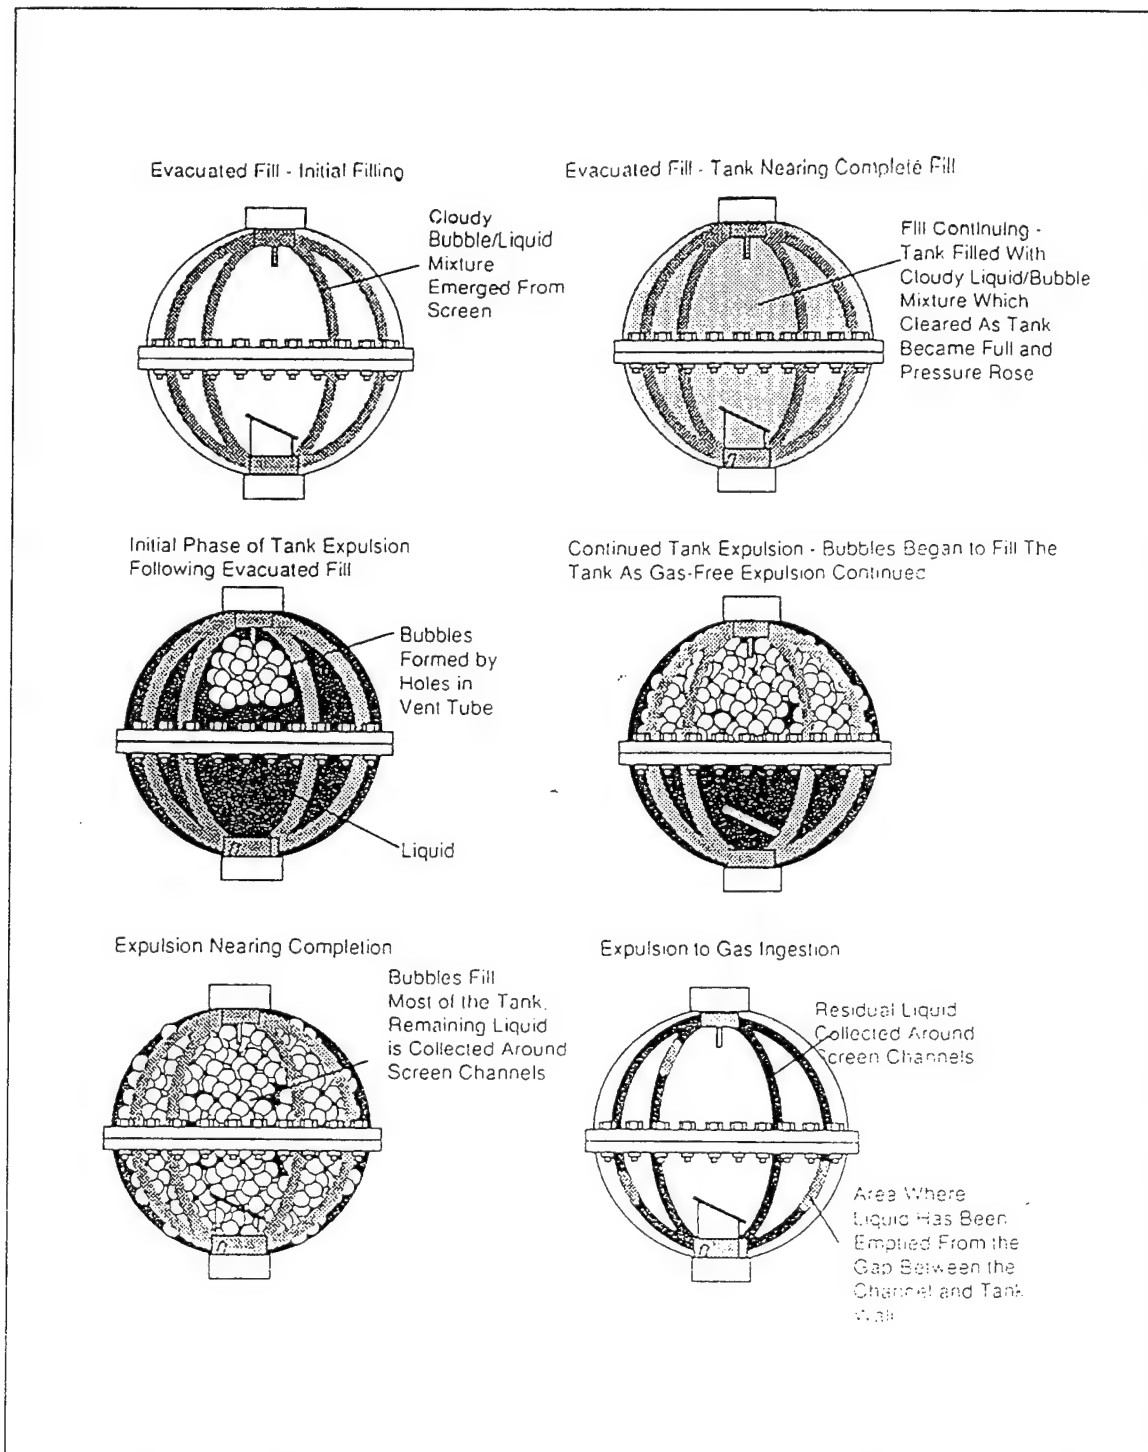 Evacuated Fill - Initial Filling
Cloudy
Bubble/Liquid
Mixture
Emerged From
Screen
Evacuated Fill - Tank Nearing Complete Fill
Fill Continuing -
Tank Filled With
Cloudy Liquid/Bubble
Mixture Which
Cleared As Tank
Became Full and
Pressure Rose
Initial Phase of Tank Expulsion
Following Evacuated Fill
Bubbles
Formed by
Holes in
Vent Tube
Liquid
Continued Tank Expulsion - Bubbles Began to Fill The
Tank As Gas-Free Expulsion Continued
Expulsion Nearing Completion
Bubbles Fill
Most of the Tank.
Remaining Liquid
is Collected Around
Screen Channels
Expulsion to Gas Ingestion
Residual Liquid
Collected Around
Screen Channels
Area Where
Liquid Has Been
Emptied From the
Gap Between the
Channel and Tank
Wall